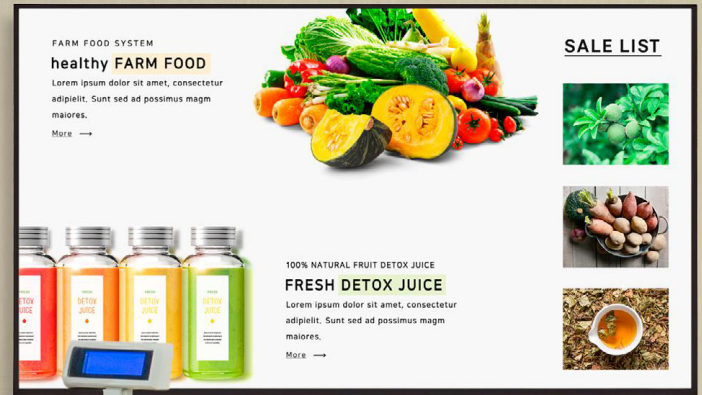 FARM FOOD SYSTEM
healthy FARM FOOD
Lorem ipsum dolor sit amet, consectetur
adipielit. Sunt sed ad possimus magm
maiores.
More
SALE LIST
DETOX
JUICE
DETOX
JUICE
DETOX
JUICE
100% NATURAL FRUIT DETOX JUICE
FRESH DETOX JUICE
Lorem ipsum dolor sit amet, consectetur
adipielit. Sunt sed ad possimus magm
maiores.
More